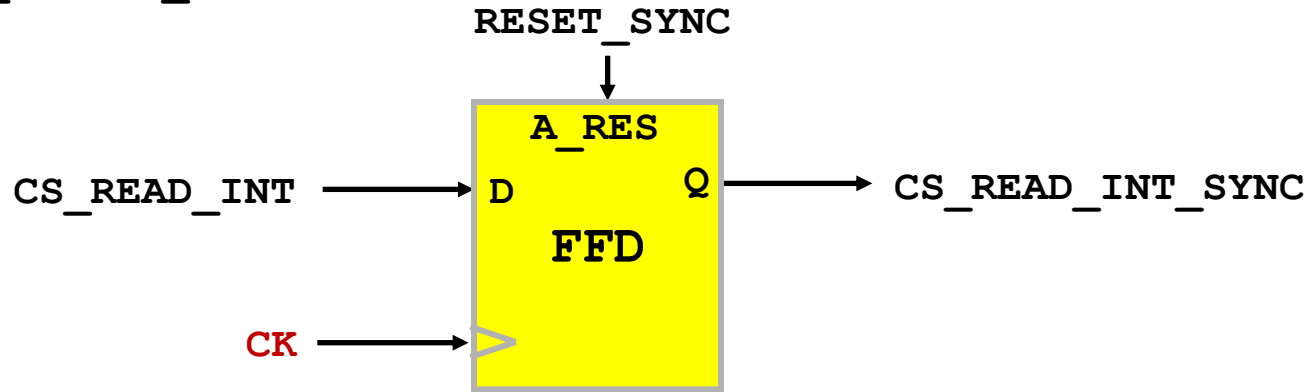 RESET_SYNC
A_RES
CS_READ_INT
D
Q
CS_READ_INT_SYNC
FFD
CK